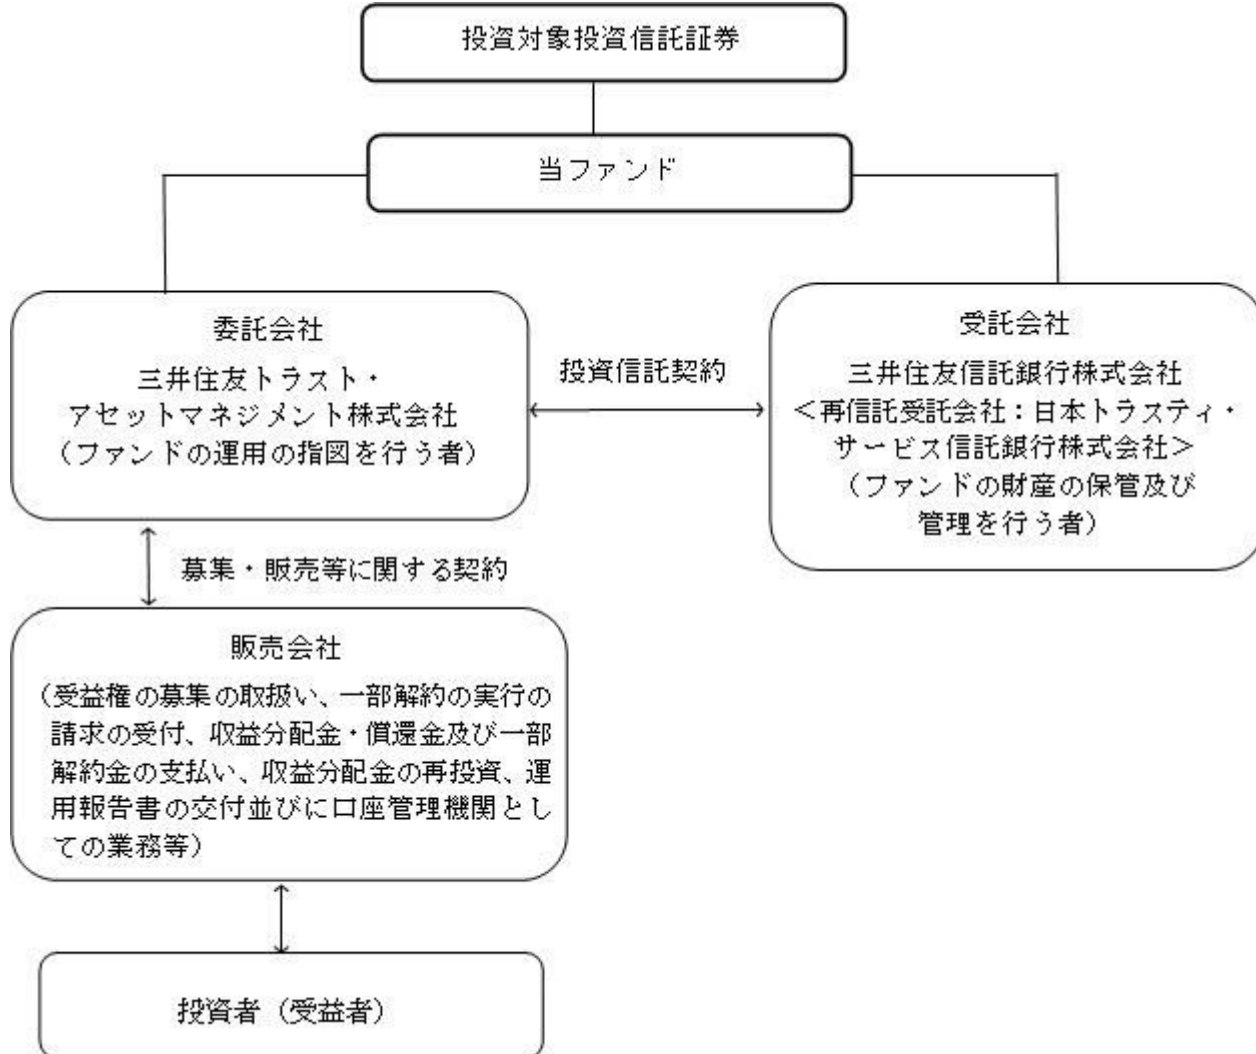 投資対象投資信託証券
当ファンド
委託会社
三井住友トラスト・
アセットマネジメント株式会社
（ファンドの運用の指図を行う者）
投資信託契約
受託会社
三井住友信託銀行株式会社
＜再信託受託会社：日本トラスティ・
サービス信託銀行株式会社＞
（ファンドの財産の保管及び
管理を行う者）
募集・販売等に関する契約
販売会社
（受益権の募集の取扱い、一部解約の実行の
請求の受付、収益分配金・償還金及び一部
解約金の支払い、収益分配金の再投資、運
用報告書の交付並びに口座管理機関とし
ての業務等）
投資者（受益者）